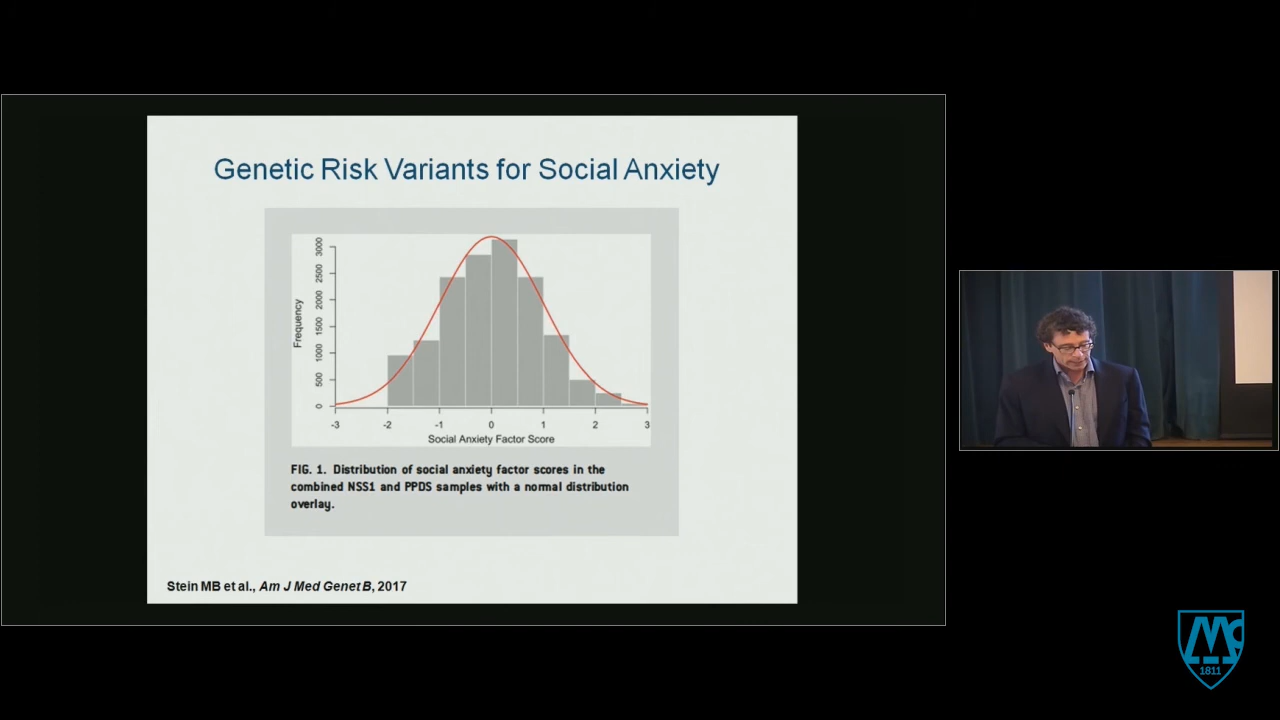 Genetic Risk Variants for Social Anxiety
3000
2500
2000
1500
1000
500
0
Frequency
-3 -2 -1 0 1 2 3
Social Anxiety Factor Score
FIG. 1. Distribution of social anxiety factor scores in the
combined NSS1 and PPDS samples with a normal distribution
overlay.
Stein MB et al., Am J Med Genet B, 2017
Mc
1811